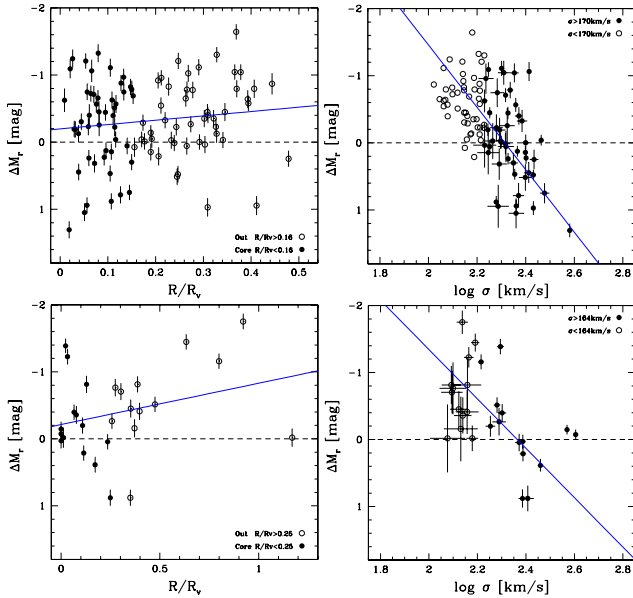 -2
-1
0
1
ΔM_r [mag]
0
0.1
0.2
0.3
0.4
0.5
R/R_v
Out R/Rv>0.16
Core R/Rv<0.16
-2
-1
0
1
ΔM_r [mag]
1.8
2
2.2
2.4
2.6
2.8
log σ [km/s]
σ>170km/s
σ<170km/s
-2
-1
0
1
ΔM_r [mag]
0
0.5
1
R/R_v
Out R/Rv>0.25
Core R/Rv<0.25
-2
-1
0
1
ΔM_r [mag]
1.8
2
2.2
2.4
2.6
2.8
log σ [km/s]
σ>164km/s
σ<164km/s